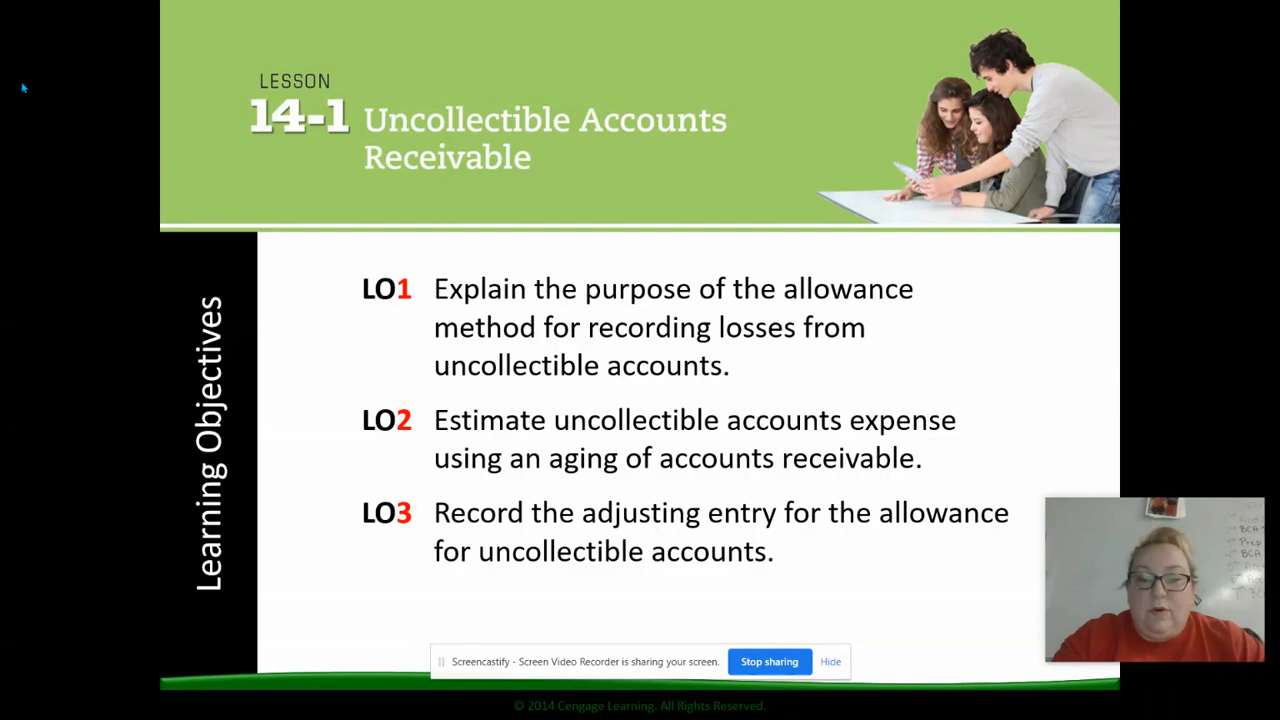 LESSON
14-1 Uncollectible Accounts
Receivable
Learning Objectives
LO1 Explain the purpose of the allowance
method for recording losses from
uncollectible accounts.
LO2 Estimate uncollectible accounts expense
using an aging of accounts receivable.
LO3 Record the adjusting entry for the allowance
for uncollectible accounts.
Screencastify - Screen Video Recorder is sharing your screen. Stop sharing Hide
© 2014 Cengage Learning. All Rights Reserved.
BCA
Prep
BCA